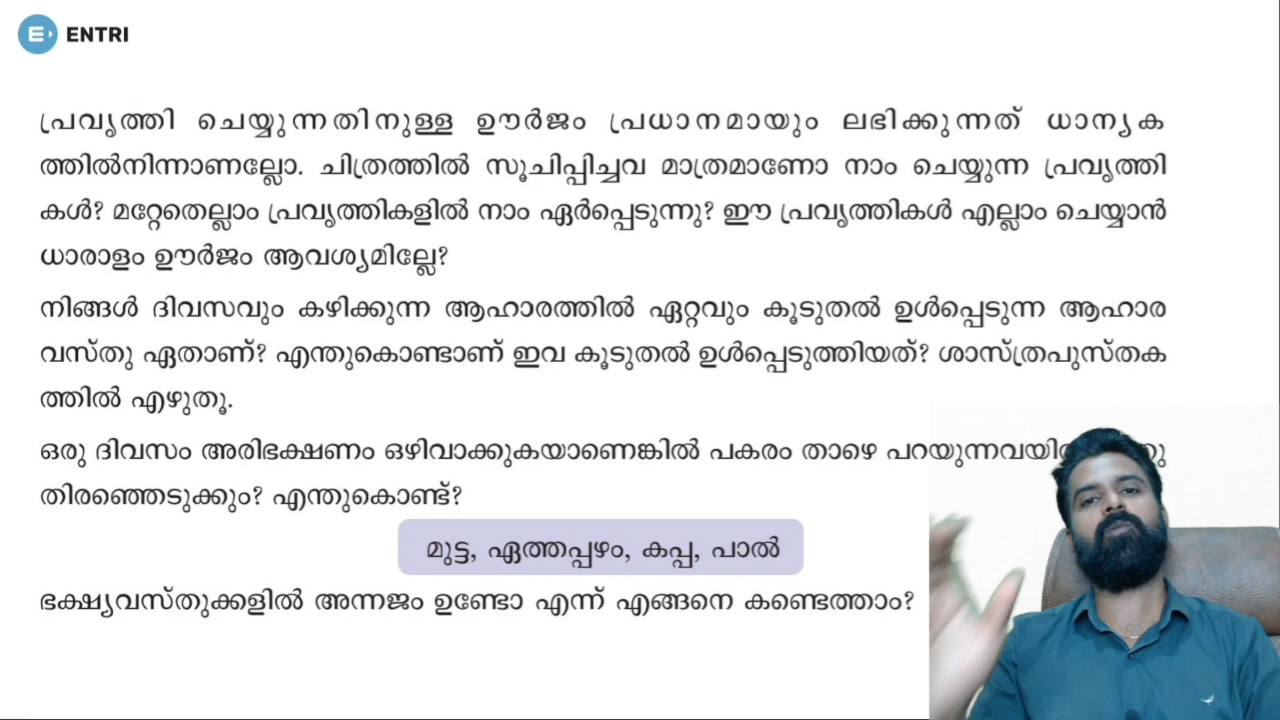 ENTRI
പ്രവൃത്തി ചെയ്യുന്നതിനുള്ള ഊർജം പ്രധാനമായും ലഭിക്കുന്നത് ധാന്യക
ത്തിൽനിന്നാണല്ലോ. ചിത്രത്തിൽ സൂചിപ്പിച്ചവ മാത്രമാണോ നാം ചെയ്യുന്ന പ്രവൃത്തി
കൾ? മറ്റേതെല്ലാം പ്രവൃത്തികളിൽ നാം ഏർപ്പെടുന്നു? ഈ പ്രവൃത്തികൾ എല്ലാം ചെയ്യാൻ
ധാരാളം ഊർജം ആവശ്യമില്ലേ?
നിങ്ങൾ ദിവസവും കഴിക്കുന്ന ആഹാരത്തിൽ ഏറ്റവും കൂടുതൽ ഉൾപ്പെടുന്ന ആഹാര
വസ്തു ഏതാണ്? എന്തുകൊണ്ടാണ് ഇവ കൂടുതൽ ഉൾപ്പെടുത്തിയത്? ശാസ്ത്രപുസ്തക
ത്തിൽ എഴുതൂ.
ഒരു ദിവസം അരിഭക്ഷണം ഒഴിവാക്കുകയാണെങ്കിൽ പകരം താഴെ
തിരഞ്ഞെടുക്കും? എന്തുകൊണ്ട്?
മുട്ട, ഏത്തപ്പഴം, കപ്പ, പാൽ
ഭക്ഷ്യവസ്തുക്കളിൽ അന്നജം ഉണ്ടോ എന്ന് എങ്ങനെ കണ്ടെത്താം?